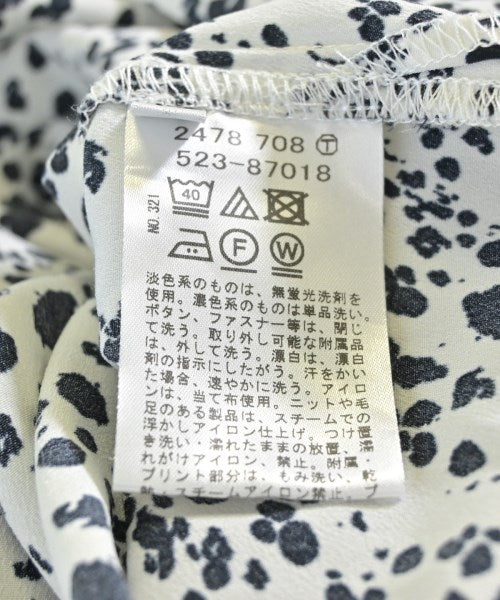 2478 708 Ⓣ
523-87018
NO. 321
40
F W
淡色系のものは、無蛍光洗剤を
使用。濃色系のものは単品洗い。
ボタン、ファスナー等は、閉じ
て洗う。取り外し可能な附属品
は、外して洗う。漂白は、漂白
剤の指示にしたがう。汗をかい
た場合、速やかに洗う。アイロ
ンは、当て布使用。ニットや毛
足のある製品は、スチームでの
浮かしアイロン仕上げ。つけ置
き洗い・濡れたままの放置、濡
れがけアイロン、禁止。附属・
プリント部分は、もみ洗い、乾
熱・スチームアイロン禁止。プ